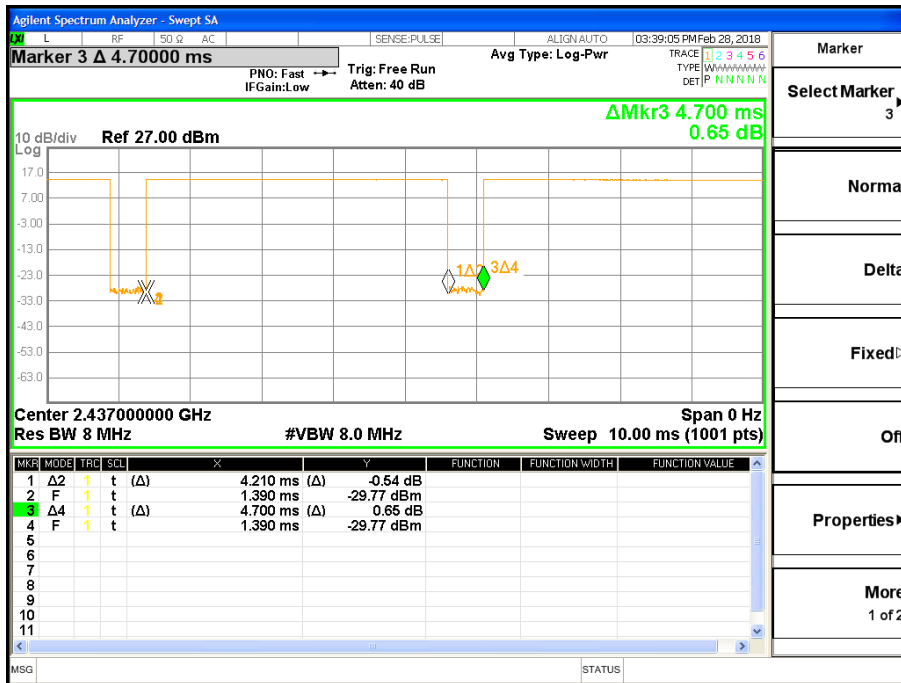 Agilent Spectrum Analyzer - Swept SA
LXI L RF 50 Ω AC SENSE:PULSE ALIGN AUTO 03:39:05 PM Feb 28, 2018
Marker 3 Δ 4.70000 ms
PNO: Fast
IFGain:Low
Trig: Free Run
Atten: 40 dB
Avg Type: Log-Pwr
TRACE 1 2 3 4 5 6
TYPE WWWWWW
DET P N N N N N
ΔMkr3 4.700 ms
0.65 dB
10 dB/div Ref 27.00 dBm
Log
17.0
7.00
-3.00
-13.0
-23.0
-33.0
-43.0
-53.0
-63.0
3Δ4
Center 2.437000000 GHz Span 0 Hz
Res BW 8 MHz #VBW 8.0 MHz Sweep 10.00 ms (1001 pts)
MKR MODE TRC SCL X Y FUNCTION FUNCTION WIDTH FUNCTION VALUE
1 Δ2 1 t (Δ) 4.210 ms (Δ) -0.54 dB
2 F 1 t 1.390 ms -29.77 dBm
3 Δ4 1 t (Δ) 4.700 ms (Δ) 0.65 dB
4 F 1 t 1.390 ms -29.77 dBm
5
6
7
8
9
10
11
MSG STATUS
Marker
Select Marker
3
Norma
Delta
Fixed
Off
Properties
More
1 of 2